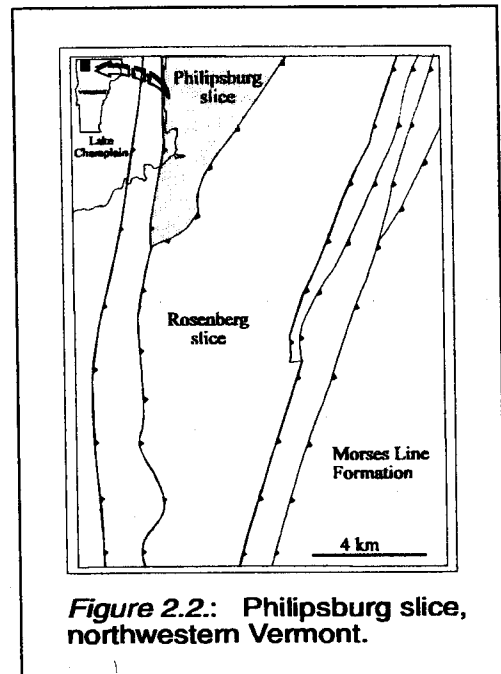 Philipsburg
slice
Lake
Champlain
Rosenberg
slice
Morses Line
Formation
4 km
Figure 2.2.: Philipsburg slice,
northwestern Vermont.